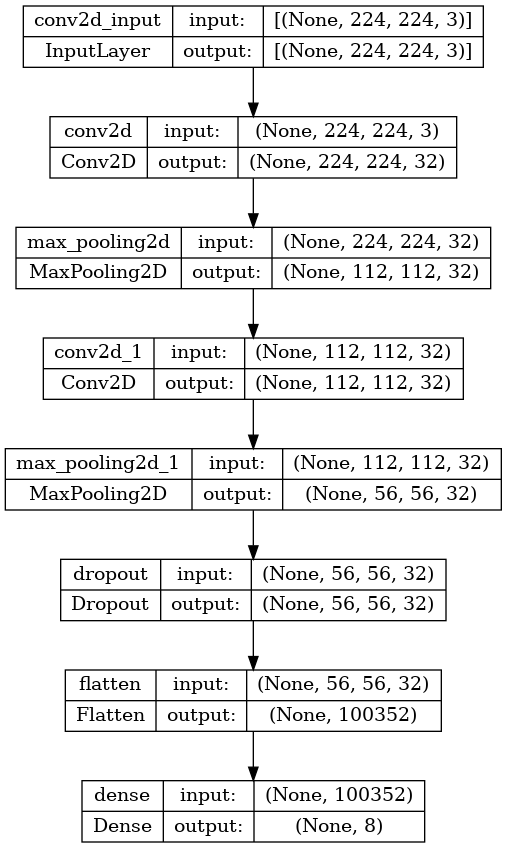 conv2d_input input: [(None, 224, 224, 3)]
InputLayer output: [(None, 224, 224, 3)]
conv2d input: (None, 224, 224, 3)
Conv2D output: (None, 224, 224, 32)
max_pooling2d input: (None, 224, 224, 32)
MaxPooling2D output: (None, 112, 112, 32)
conv2d_1 input: (None, 112, 112, 32)
Conv2D output: (None, 112, 112, 32)
max_pooling2d_1 input: (None, 112, 112, 32)
MaxPooling2D output: (None, 56, 56, 32)
dropout input: (None, 56, 56, 32)
Dropout output: (None, 56, 56, 32)
flatten input: (None, 56, 56, 32)
Flatten output: (None, 100352)
dense input: (None, 100352)
Dense output: (None, 8)